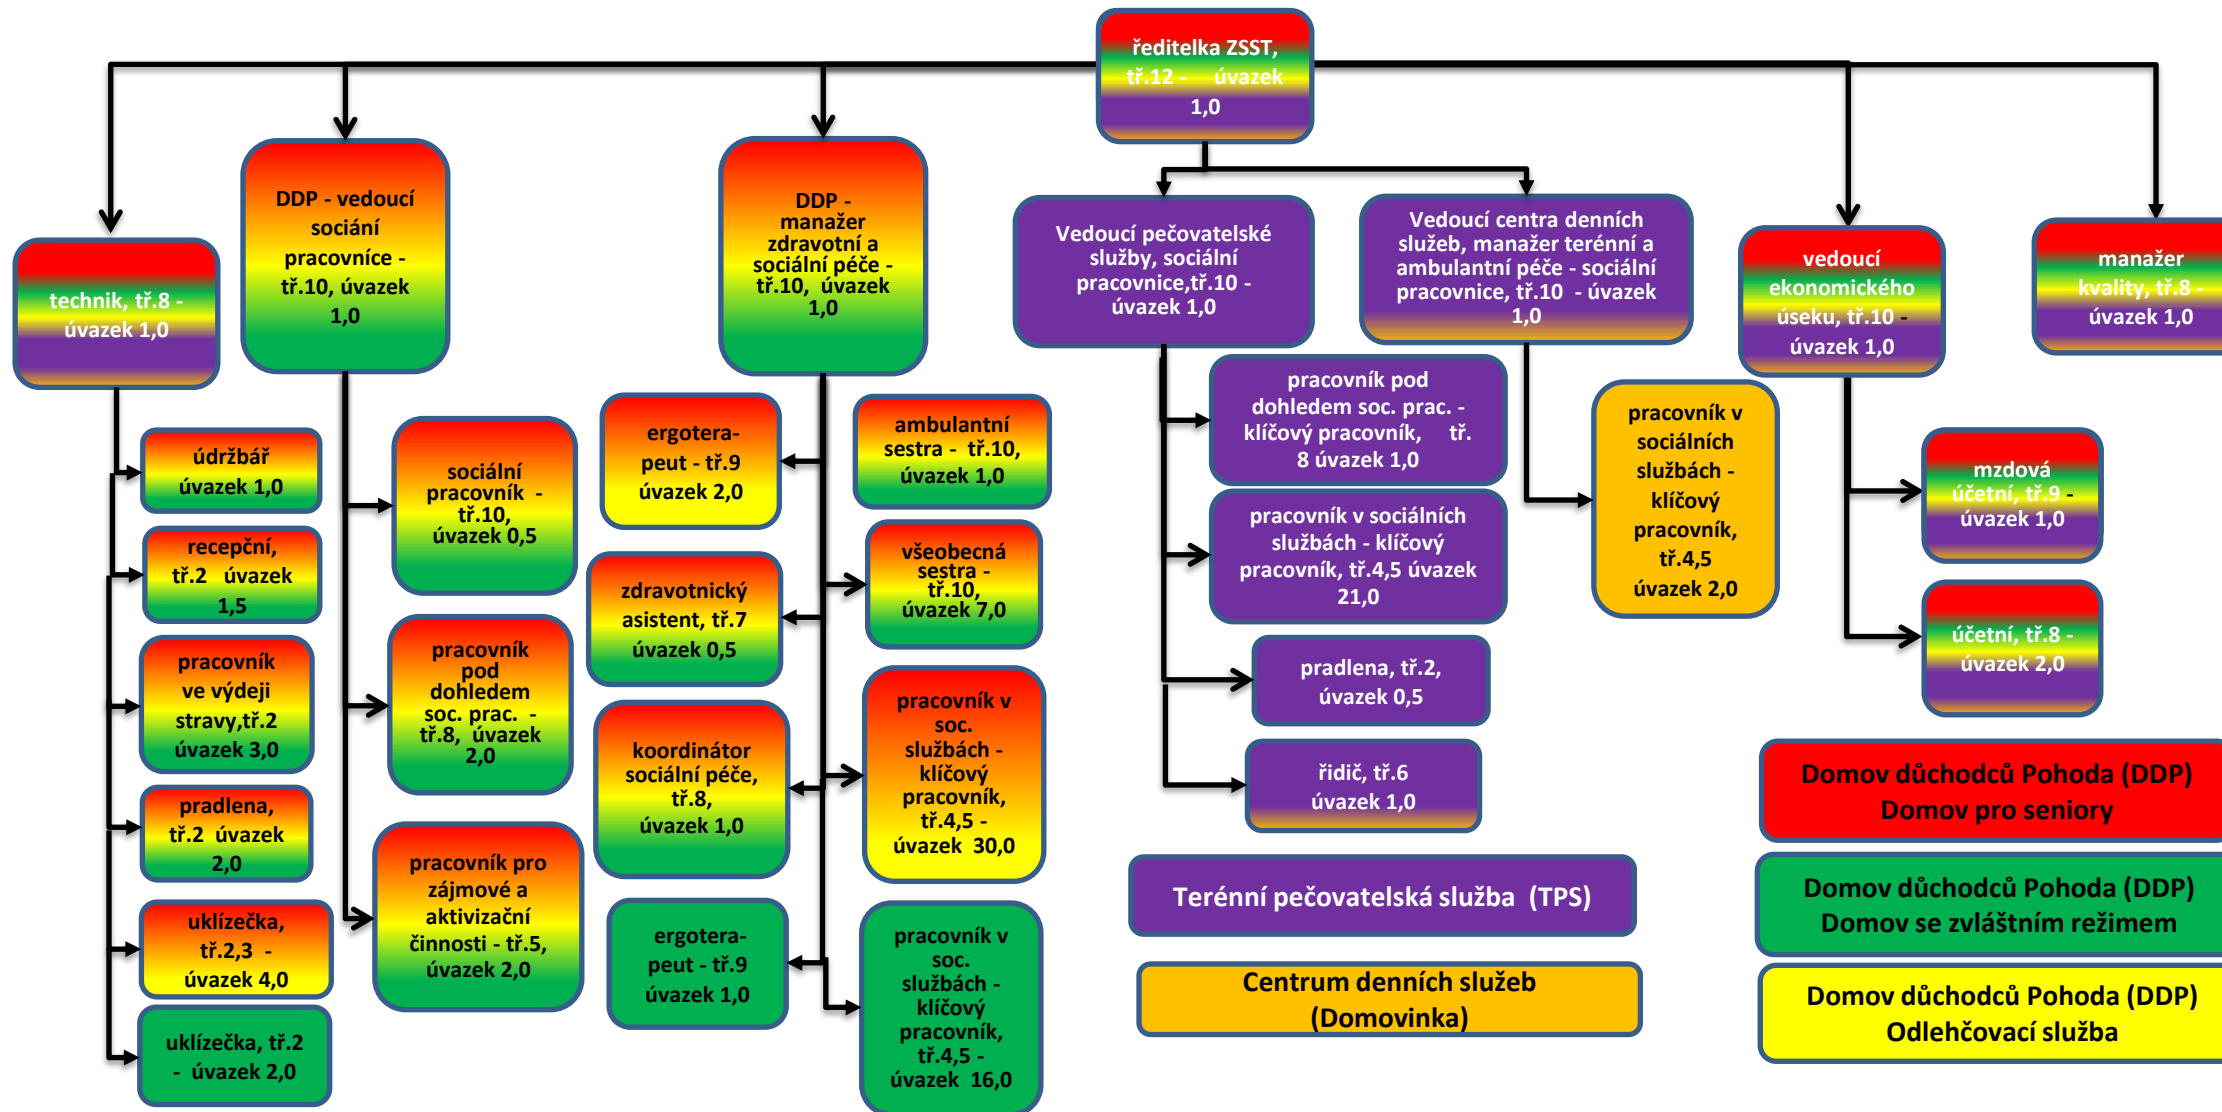 ředitelka ZSST,
tř.12 - úvazek
1,0
DDP - vedoucí
sociání
pracovníce -
tř.10, úvazek
1,0
DDP -
manažer
zdravotní a
sociální péče -
tř.10, úvazek
1,0
Vedoucí pečovatelské
služby, sociální
pracovnice,tř.10 -
úvazek 1,0
Vedoucí centra denních
služeb, manažer terénní a
ambulantní péče - sociální
pracovnice, tř.10 - úvazek
1,0
vedoucí
ekonomického
úseku, tř.10 -
úvazek 1,0
manažer
kvality, tř.8 -
úvazek 1,0
technik, tř.8 -
úvazek 1,0
údržbář
úvazek 1,0
recepční,
tř.2 úvazek
1,5
pracovník
ve výdeji
stravy,tř.2
úvazek 3,0
pradlena,
tř.2 úvazek
2,0
uklízečka,
tř.2,3 -
úvazek 4,0
uklízečka, tř.2
- úvazek 2,0
sociální
pracovník -
tř.10,
úvazek 0,5
pracovník
pod
dohledem
soc. prac. -
tř.8, úvazek
2,0
pracovník pro
zájmové a
aktivizační
činnosti - tř.5,
úvazek 2,0
ergotera-
peut - tř.9
úvazek 2,0
zdravotnický
asistent, tř.7
úvazek 0,5
koordinátor
sociální péče,
tř.8,
úvazek 1,0
ergotera-
peut - tř.9
úvazek 1,0
ambulantní
sestra - tř.10,
úvazek 1,0
všeobecná
sestra -
tř.10,
úvazek 7,0
pracovník v
soc.
službách -
klíčový
pracovník,
tř.4,5 -
úvazek 30,0
pracovník v
soc.
službách -
klíčový
pracovník,
tř.4,5 -
úvazek 16,0
pracovník pod
dohledem soc. prac. -
klíčový pracovník, tř.
8 úvazek 1,0
pracovník v sociálních
službách - klíčový
pracovník, tř.4,5 úvazek
21,0
pradlena, tř.2,
úvazek 0,5
řidič, tř.6
úvazek 1,0
pracovník v
sociálních
službách -
klíčový
pracovník,
tř.4,5
úvazek 2,0
mzdová
účetní, tř.9 -
úvazek 1,0
účetní, tř.8 -
úvazek 2,0
Terénní pečovatelská služba (TPS)
Centrum denních služeb
(Domovinka)
Domov důchodců Pohoda (DDP)
Domov pro seniory
Domov důchodců Pohoda (DDP)
Domov se zvláštním režimem
Domov důchodců Pohoda (DDP)
Odlehčovací služba